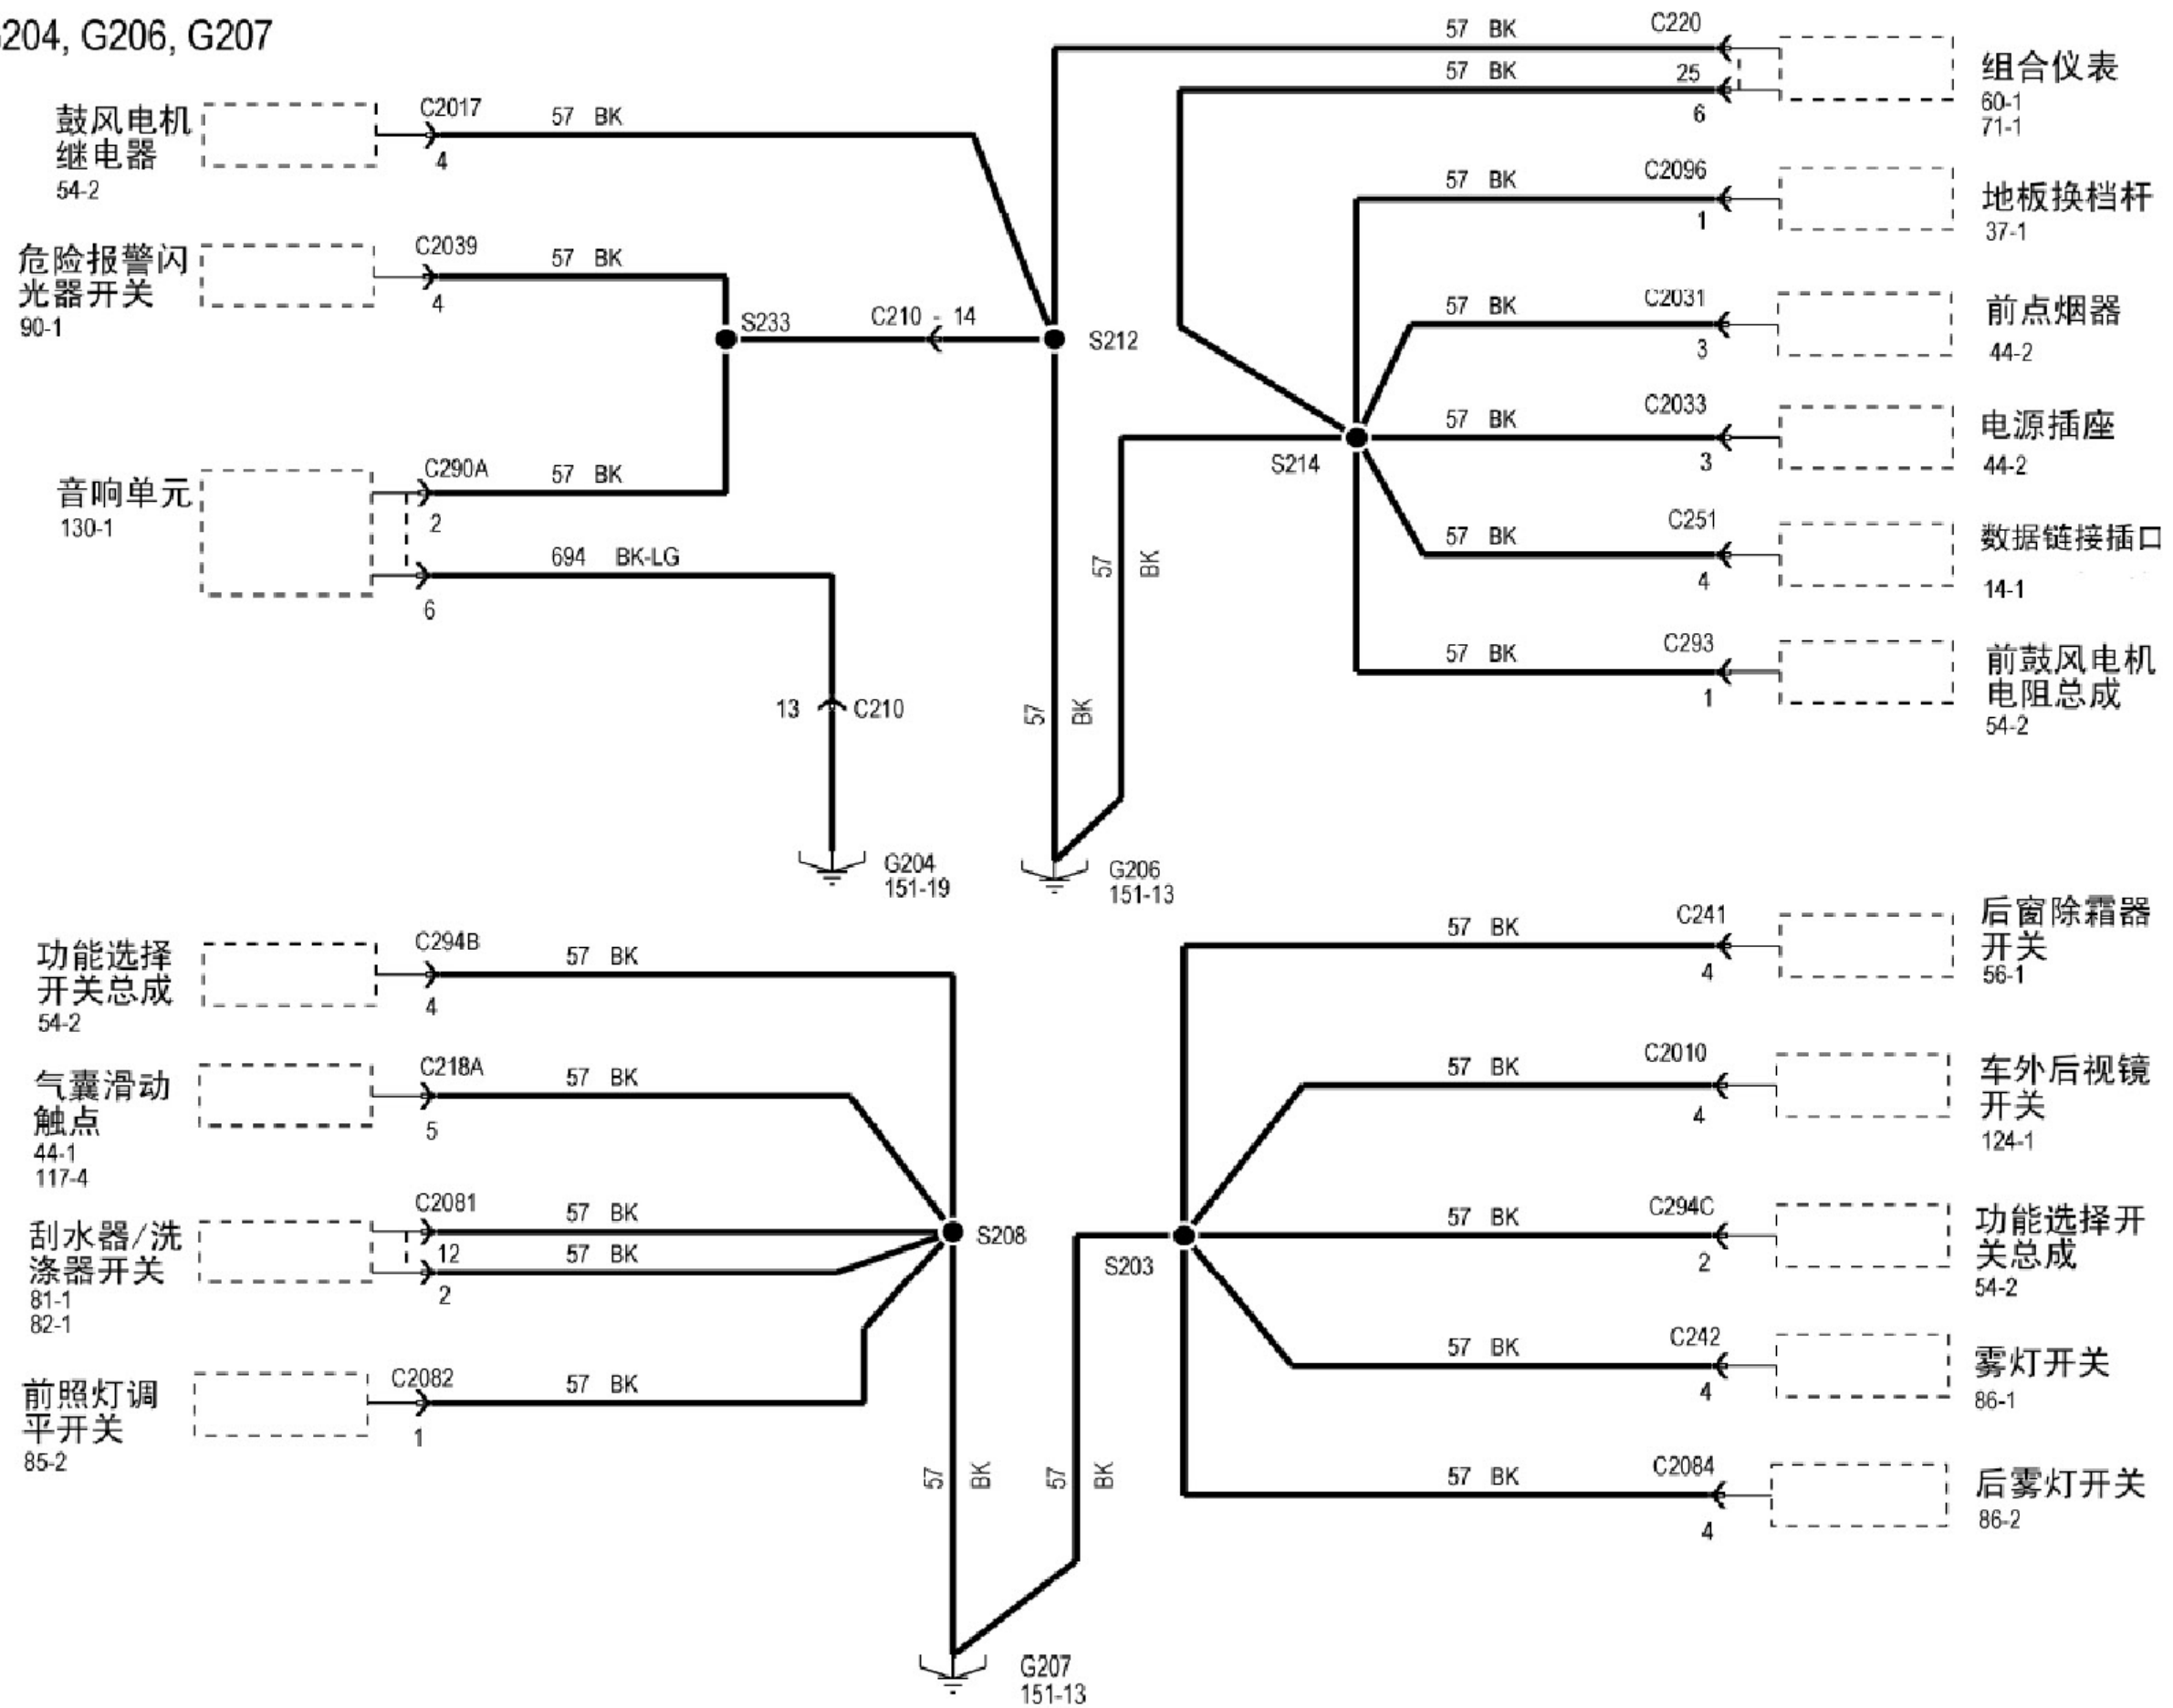 G204, G206, G207
57 BK
C220
25
组合仪表
60-1
71-1
57 BK
6
鼓风电机
继电器
54-2
C2017
4
57 BK
57 BK
C2096
1
地板换档杆
37-1
危险报警闪
光器开关
90-1
C2039
4
57 BK
S233
C210 - 14
S212
57 BK
C2031
3
前点烟器
44-2
57 BK
C2033
3
电源插座
44-2
S214
音响单元
130-1
C290A
2
57 BK
694 BK-LG
6
57 BK
C251
4
数据链接插口
14-1
57 BK
57 BK
C293
1
前鼓风电机
电阻总成
54-2
13 C210
57 BK
G204
151-19
G206
151-13
功能选择
开关总成
54-2
C294B
4
57 BK
57 BK
C241
4
后窗除霜器
开关
56-1
气囊滑动
触点
44-1
117-4
C218A
5
57 BK
57 BK
C2010
4
车外后视镜
开关
124-1
刮水器/洗
涤器开关
81-1
82-1
C2081
12
57 BK
57 BK
2
S208
S203
57 BK
C294C
2
功能选择开
关总成
54-2
57 BK
C242
4
雾灯开关
86-1
前照灯调
平开关
85-2
C2082
1
57 BK
57 BK
57 BK
57 BK
C2084
4
后雾灯开关
86-2
G207
151-13